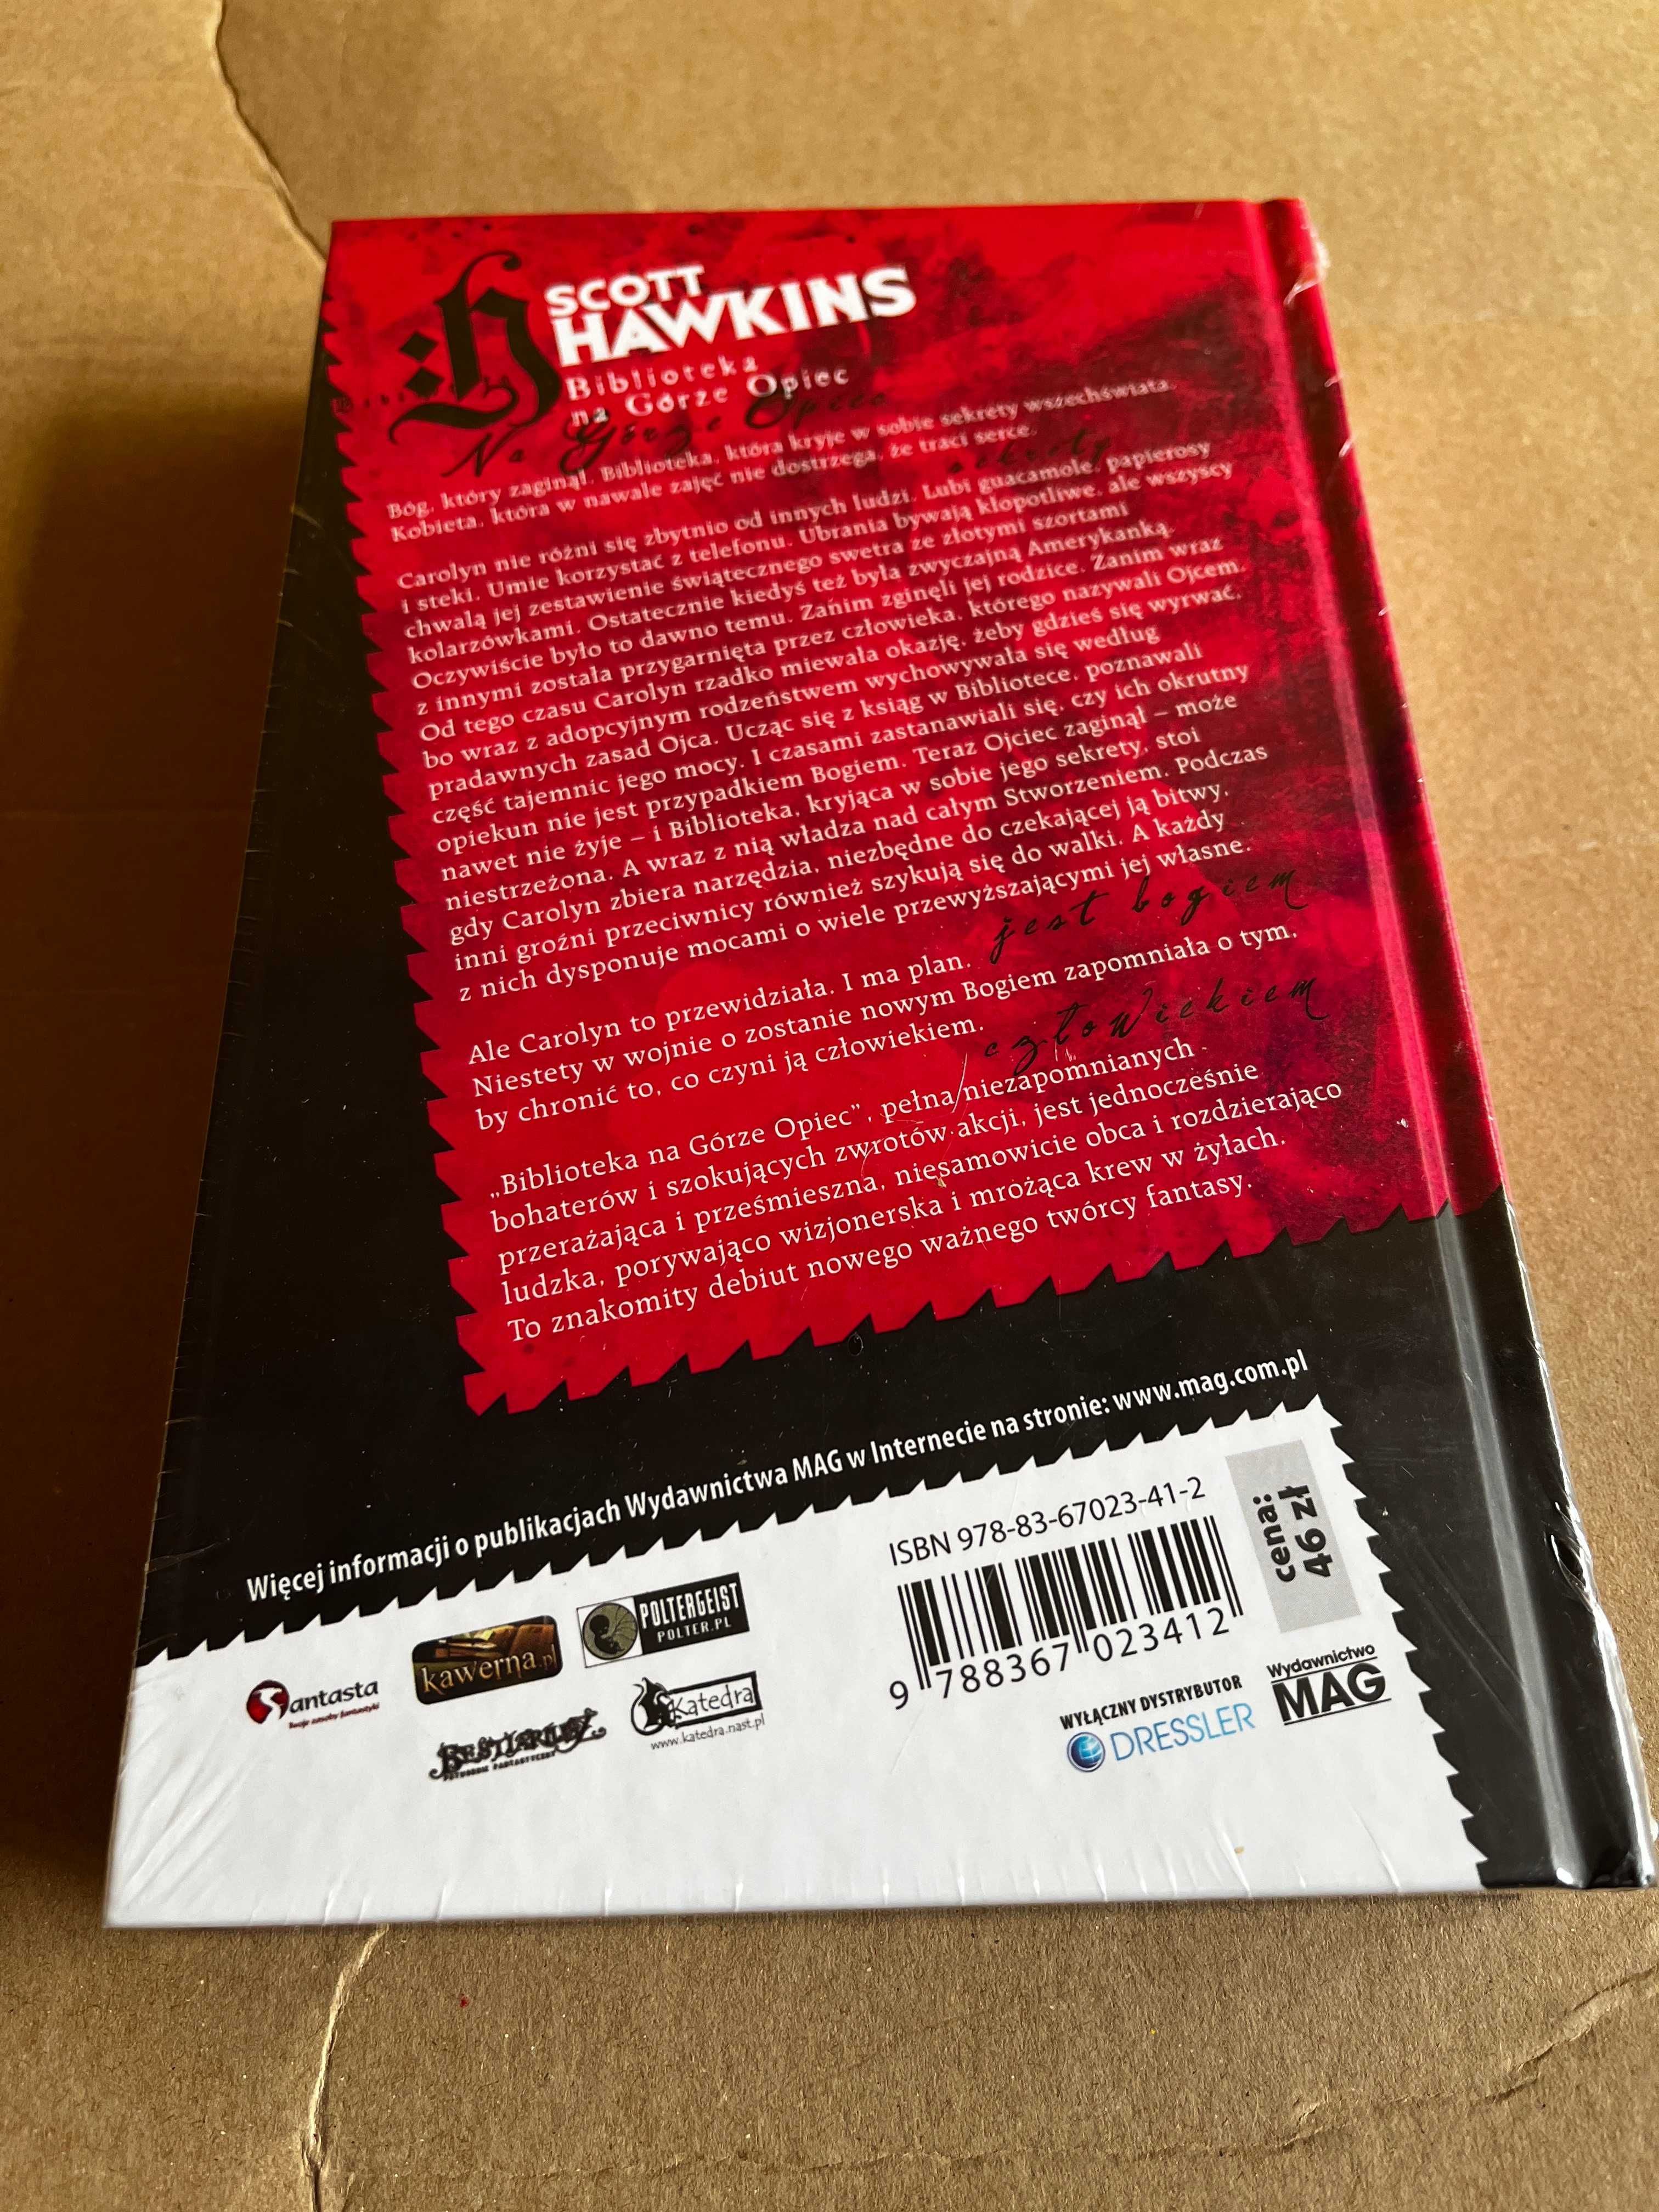 SCOTT
HAWKINS
Biblioteka
na Górze Opiec
Na Górze Opiec
Bóg, który zaginął. Biblioteka, która kryje w sobie sekrety wszechświata.
Kobieta, która w nawale zajęć nie dostrzega, że traci serce.
sekrety
Carolyn nie różni się zbytnio od innych ludzi. Lubi guacamole, papierosy
i steki. Umie korzystać z telefonu. Ubrania bywają kłopotliwe, ale wszyscy
chwalą jej zestawienie świątecznego swetra ze złotymi szortami
kolarzówkami. Ostatecznie kiedyś też była zwyczajną Amerykanką.
Oczywiście było to dawno temu. Zanim zginęli jej rodzice. Zanim wraz
z innymi została przygarnięta przez człowieka, którego nazywali Ojcem.
Od tego czasu Carolyn rzadko miewała okazję, żeby gdzieś się wyrwać,
bo wraz z adopcyjnym rodzeństwem wychowywała się według
pradawnych zasad Ojca. Ucząc się z ksiąg w Bibliotece, poznawali
część tajemnic jego mocy. I czasami zastanawiali się, czy ich okrutny
opiekun nie jest przypadkiem Bogiem. Teraz Ojciec zaginął – może
nawet nie żyje – i Biblioteka, kryjąca w sobie jego sekrety, stoi
niestrzeżona. A wraz z nią władza nad całym Stworzeniem. Podczas
gdy Carolyn zbiera narzędzia, niezbędne do czekającej ją bitwy,
inni groźni przeciwnicy również szykują się do walki. A każdy
z nich dysponuje mocami o wiele przewyższającymi jej własne.
jest bogiem
Ale Carolyn to przewidziała. I ma plan.
Niestety w wojnie o zostanie nowym Bogiem zapomniała o tym,
by chronić to, co czyni ją człowiekiem.
człowiekiem
„Biblioteka na Górze Opiec”, pełna niezapomnianych
bohaterów i szokujących zwrotów akcji, jest jednocześnie
przerażająca i prześmieszna, niesamowicie obca i rozdzierająco
ludzka, porywająco wizjonerska i mrożąca krew w żyłach.
To znakomity debiut nowego ważnego twórcy fantasy.
Więcej informacji o publikacjach Wydawnictwa MAG w Internecie na stronie: www.mag.com.pl
ISBN 978-83-67023-41-2
cena:
46 zł
9 788367 023412
fantasta
Twoje zasoby fantastyki
kawerna.pl
POLTERGEIST
POLTER.PL
BESTIARIUSZ
Katedra
www.katedra.nast.pl
WYŁĄCZNY DYSTRYBUTOR
DRESSLER
Wydawnictwo
MAG